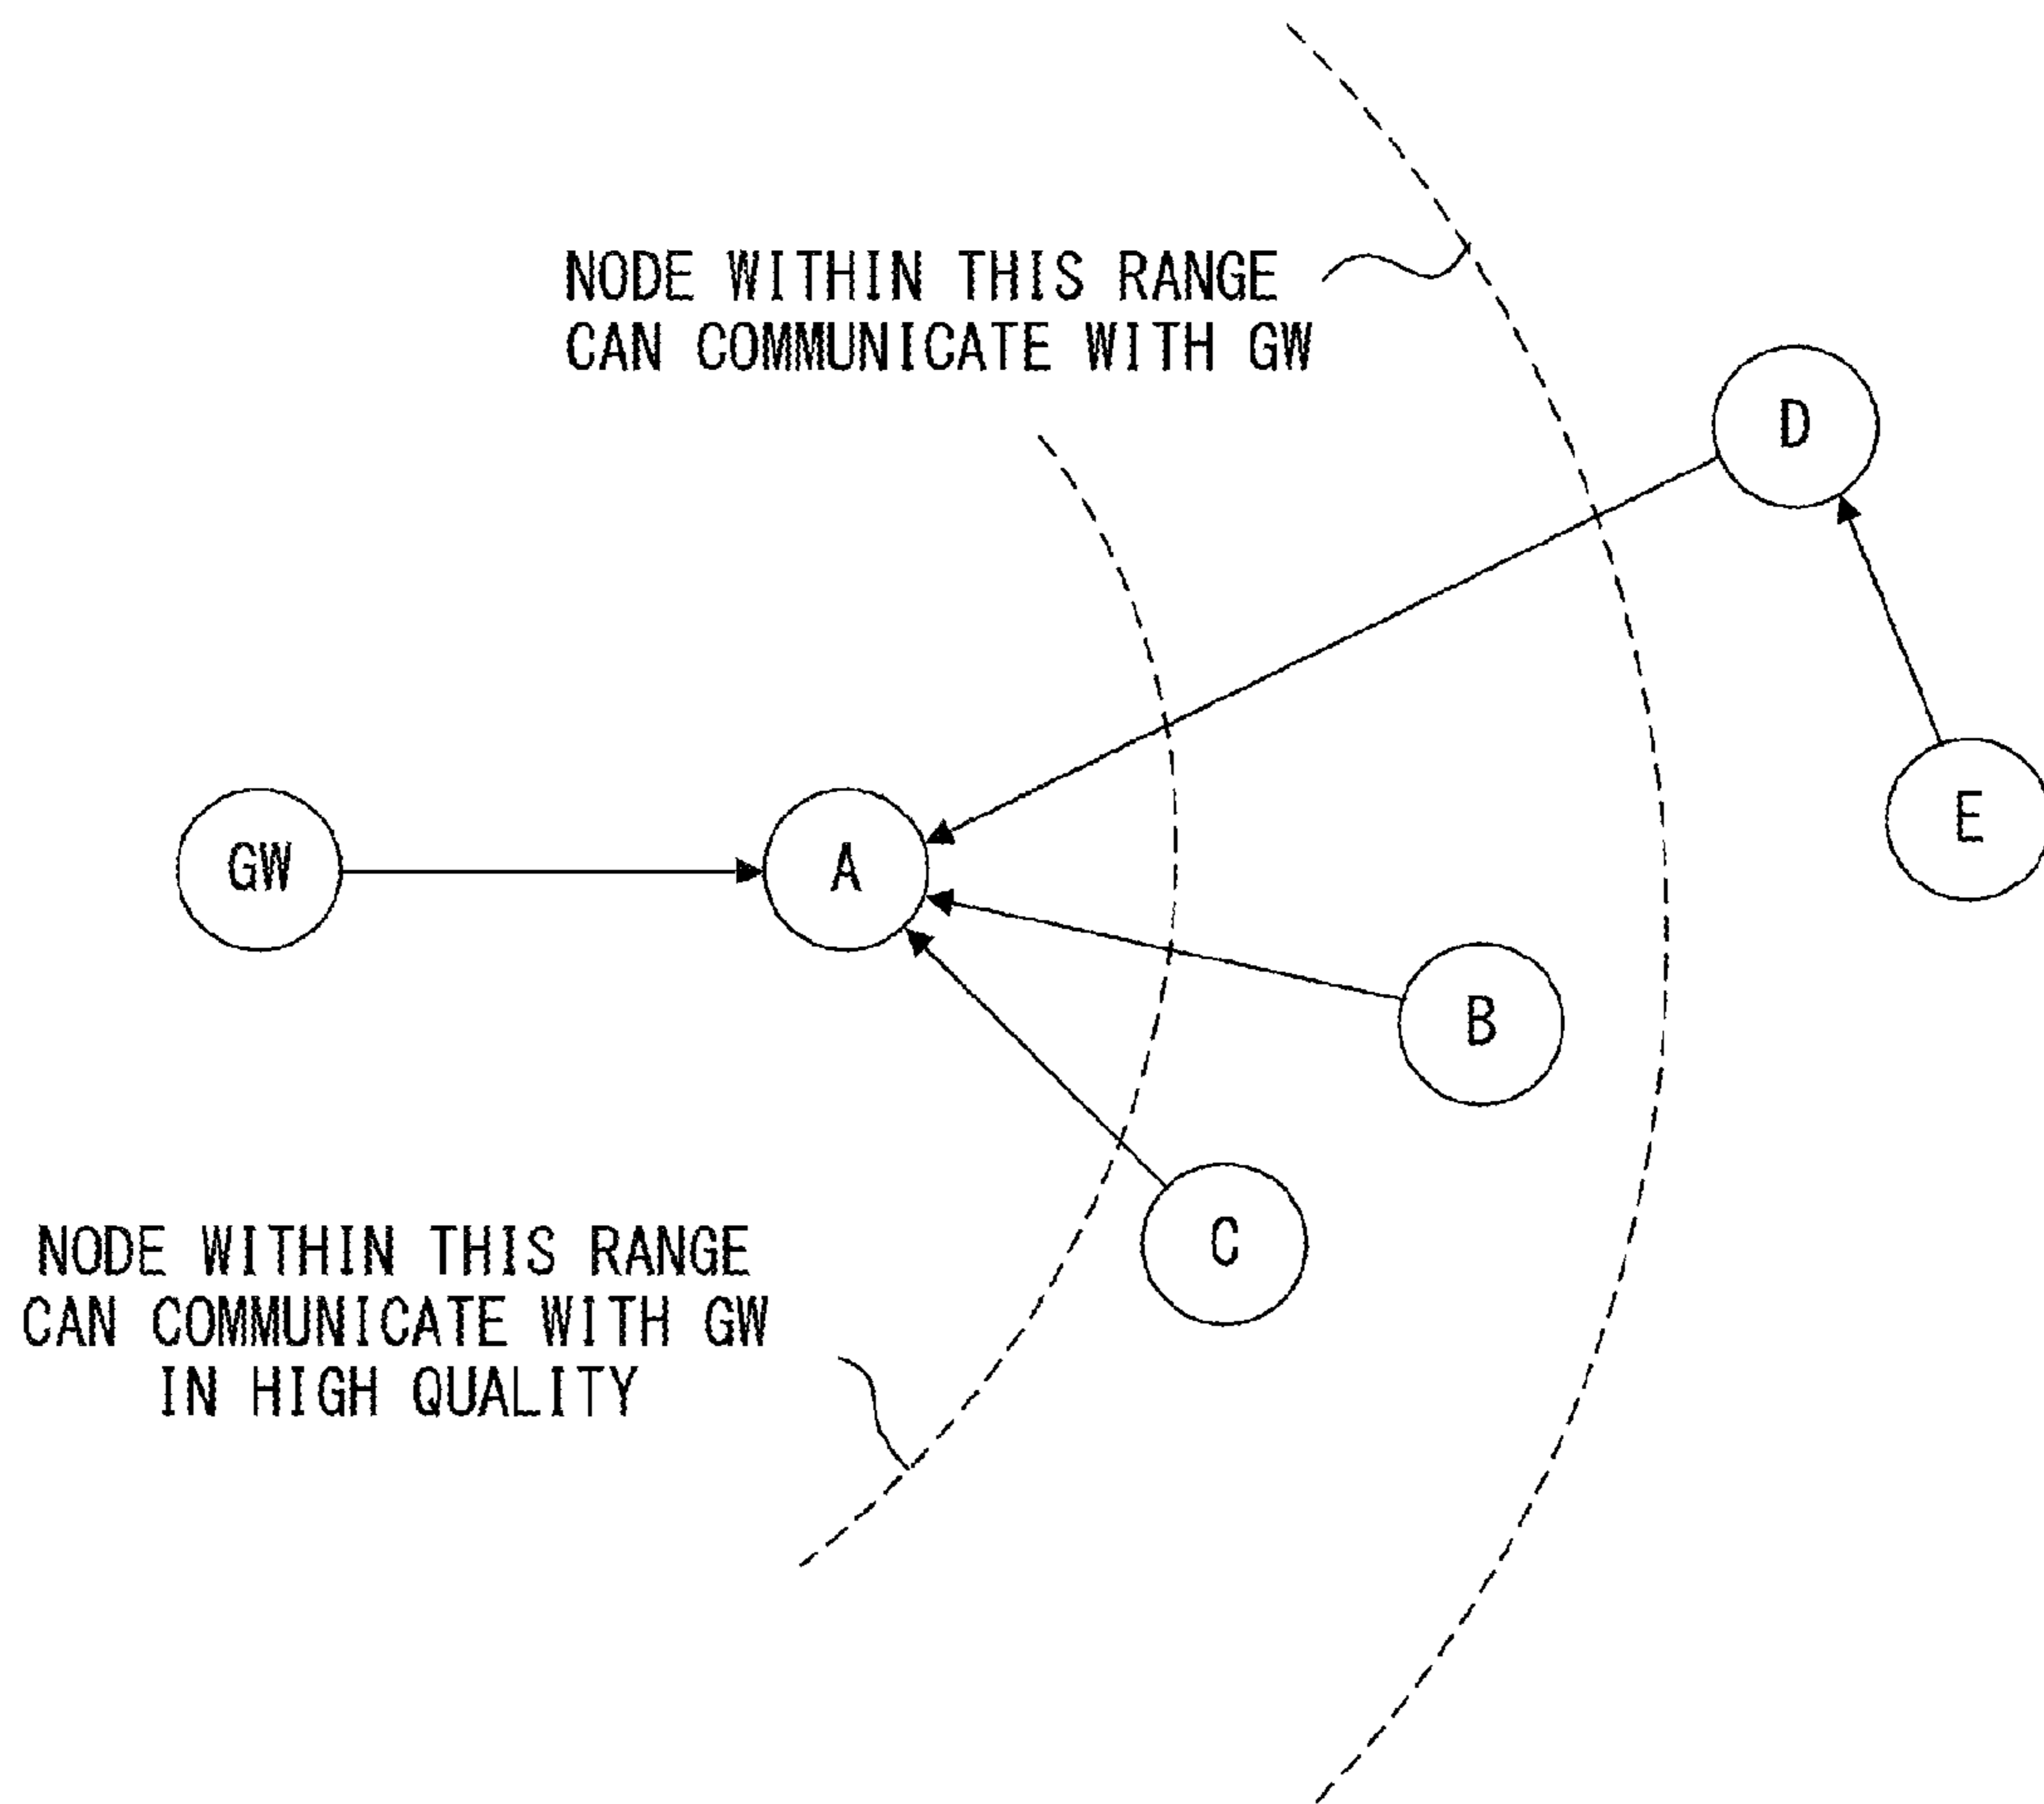 NODE WITHIN THIS RANGE
CAN COMMUNICATE WITH GW
D
E
GW
A
B
C
NODE WITHIN THIS RANGE
CAN COMMUNICATE WITH GW
IN HIGH QUALITY